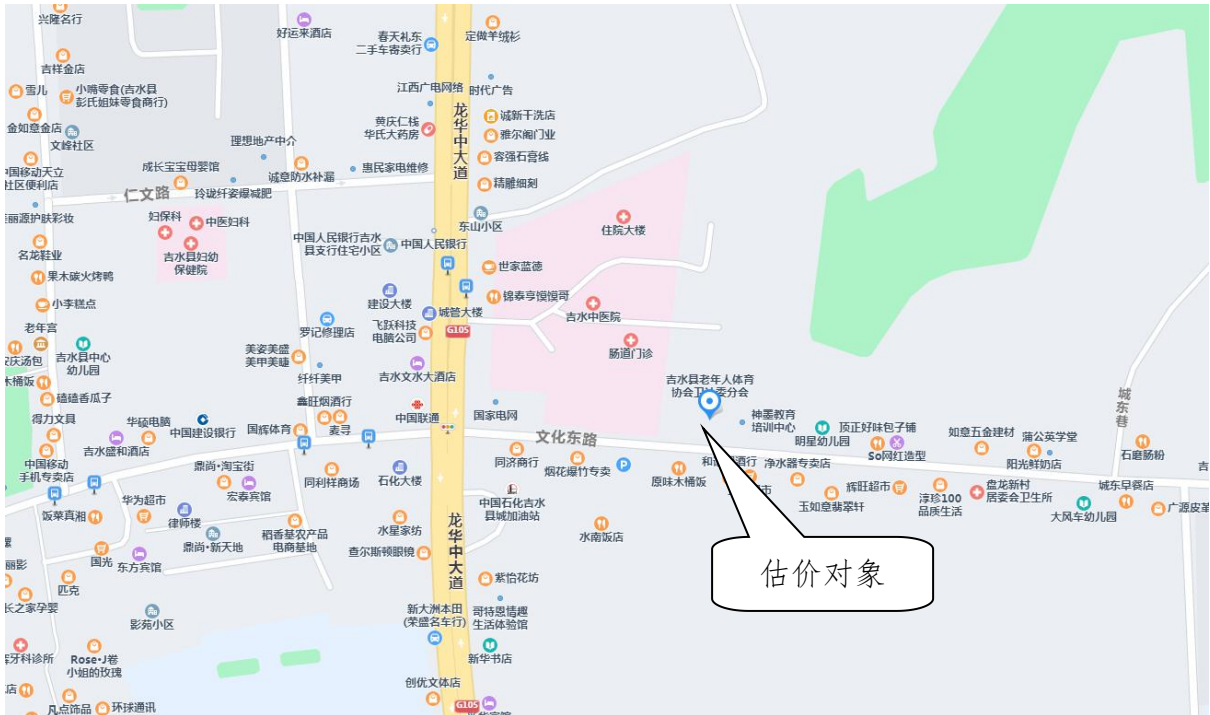 兴隆名行
好运来酒店
春天礼东
二手车寄卖行
定做羊绒衫
吉祥金店
雪儿
小嘴零食(吉水县
彭氏姐妹零食商行)
江西广电网络
时代广告
金如意金店
文峰社区
黄庆仁栈
华氏大药房
龙华中大道
诚新干洗店
雅尔阁门业
理想地产中介
容强石膏线
中国移动天立
社区便利店
成长宝宝母婴馆
诚意防水补漏
惠民家电维修
精雕细刻
仁文路
玲珑纤姿爆减肥
丽源护肤彩妆
妇保科
中医妇科
东山小区
住院大楼
名龙鞋业
吉水县妇幼
保健院
中国人民银行吉水
县支行住宅小区
中国人民银行
世家蓝德
果木碳火烤鸭
建设大楼
锦泰亨馒馒哥
小李糕点
城管大楼
吉水中医院
老年宫
罗记修理店
飞跃科技
电脑公司
G105
肠道门诊
安庆汤包
吉水县中心
幼儿园
美姿美盛
美甲美睫
木桶饭
纤纤美甲
吉水文水大酒店
吉水县老年人体育
协会卫计委分会
嗑嗑香瓜子
鑫旺烟酒行
城东巷
得力文具
华硕电脑
中国建设银行
国辉体育
麦寻
中国联通
国家电网
神墨教育
培训中心
顶正好味包子铺
吉水盛和酒店
文化东路
明星幼儿园
So网红造型
如意五金建材
蒲公英学堂
中国移动
手机专卖店
鼎尚·淘宝街
同济商行
阳光鲜奶店
石磨肠粉
华为超市
宏泰宾馆
同利祥商场
石化大楼
烟花爆竹专卖
原味木桶饭
净水器专卖店
辉旺超市
淳珍100
品质生活
盘龙新村
居委会卫生所
城东早餐店
饭菜真湘
律师楼
中国石化吉水
县城加油站
玉如意翡翠轩
大风车幼儿园
广源皮革
鼎尚·新天地
稻香基农产品
电商基地
水星家纺
龙华中大道
水南饭店
国光
东方宾馆
查尔斯顿眼镜
估价对象
匹克
紫怡花坊
长之家孕婴
影苑小区
新大洲本田
(荣盛名车行)
哥特恩情趣
生活体验馆
牙科诊所
Rose·J卷
小姐的玫瑰
新华书店
创优文体店
凡点饰品
环球通讯
G105